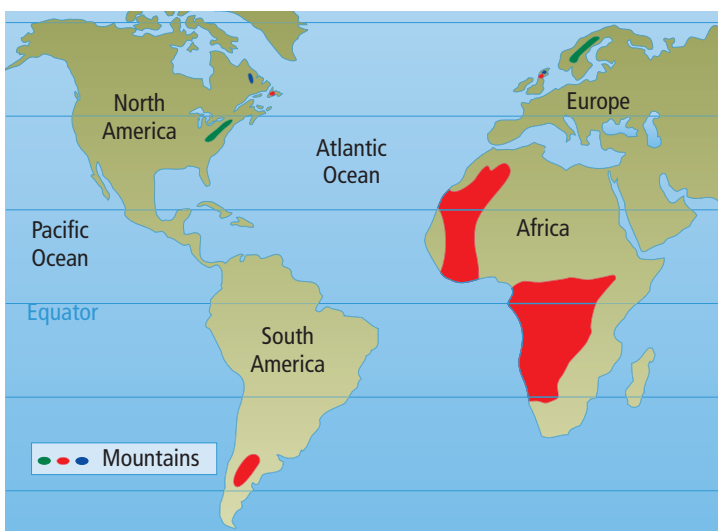 North
America
Europe
Atlantic
Ocean
Pacific
Ocean
Africa
Equator
South
America
Mountains